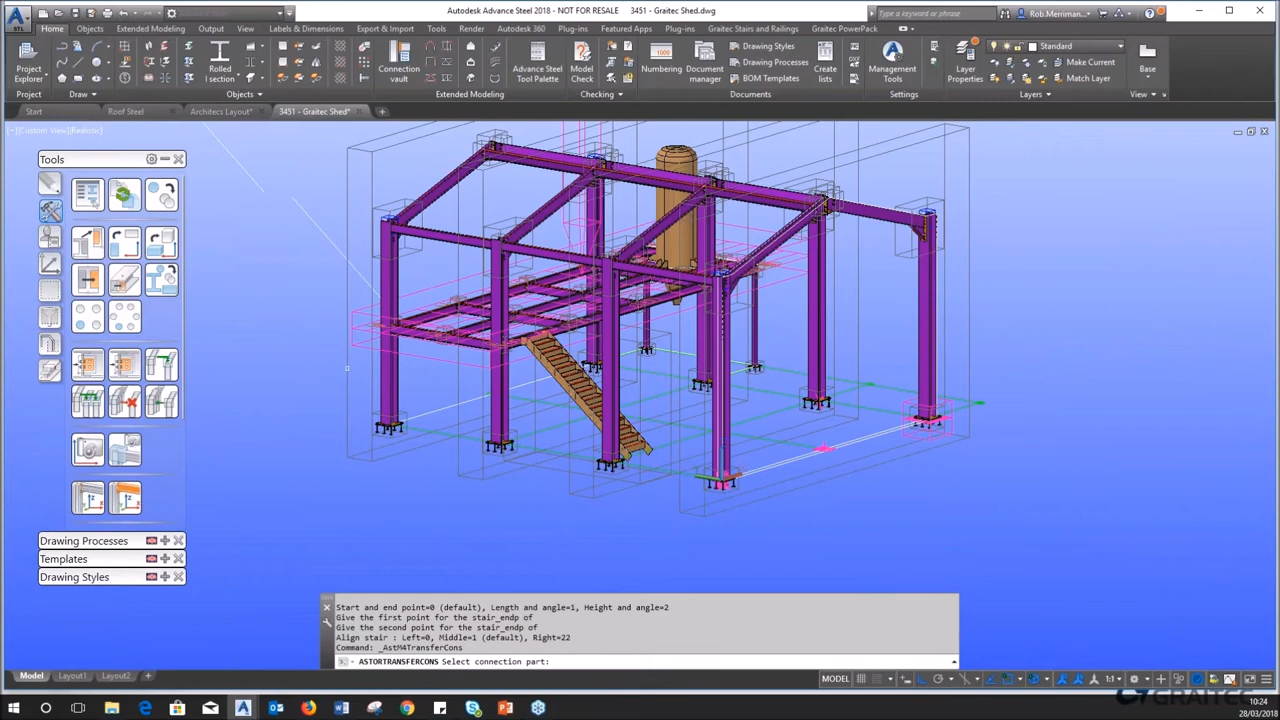 Autodesk Advance Steel 2018 - NOT FOR RESALE 3451 - Graitec Shed.dwg
Type a keyword or phrase
Rob.Merriman...
Home Objects Extended Modeling Output View Labels & Dimensions Export & Import Tools Render Autodesk 360 Plug-ins Featured Apps Plug-ins Graitec Stairs and Railings Graitec PowerPack
Project Explorer
Rolled I section
Connection vault
Advance Steel Tool Palette
Model Check
Numbering
Document manager
Drawing Styles
Drawing Processes
BOM Templates
Create lists
Management Tools
Layer Properties
Standard
Make Current
Match Layer
Base
Project Draw Objects Extended Modeling Checking Documents Settings Layers View
Start Roof Steel Architecs Layout* 3451 - Graitec Shed*
[−][Custom View][Realistic]
Tools
Drawing Processes
Templates
Drawing Styles
Start and end point=0 (default), Length and angle=1, Height and angle=2
Give the first point for the stair_endp of
Give the second point for the stair_endp of
Align stair : Left=0, Middle=1 (default), Right=22
Command: _AstM4TransferCons
ASTORTRANSFERCONS Select connection part:
Model Layout1 Layout2 +
MODEL
1:1
GRAITEC
10:24
28/03/2018